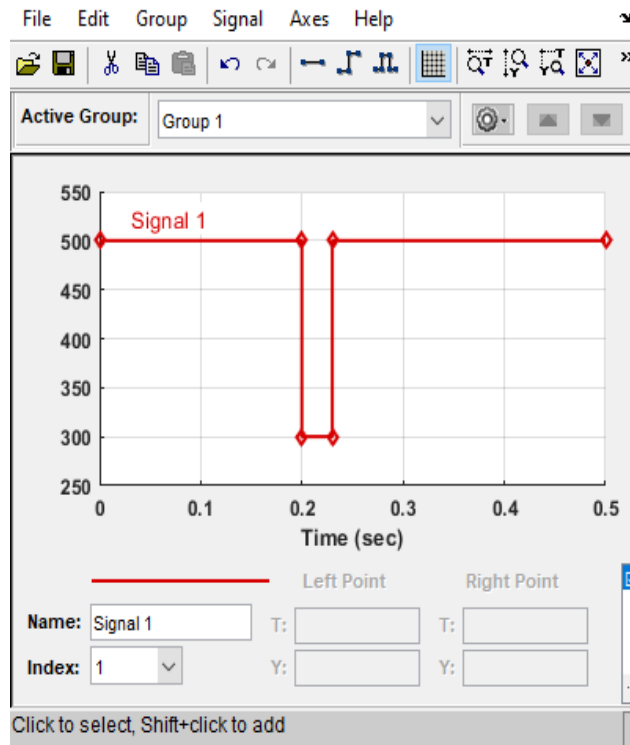 File Edit Group Signal Axes Help
Active Group: Group 1
550
Signal 1
500
450
400
350
300
250
0 0.1 0.2 0.3 0.4 0.5
Time (sec)
Left Point Right Point
Name: Signal 1 T: T:
Index: 1 Y: Y:
Click to select, Shift+click to add